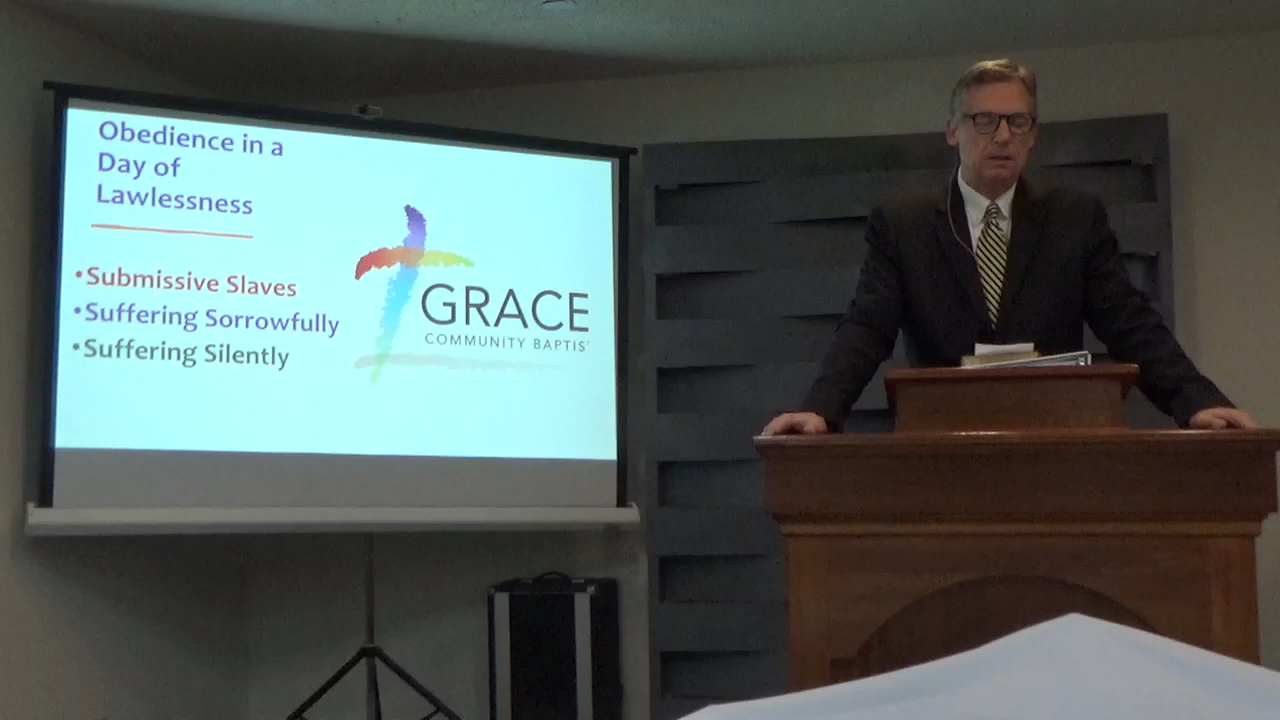 Obedience in a
Day of
Lawlessness
•Submissive Slaves
•Suffering Sorrowfully
•Suffering Silently
GRACE
COMMUNITY BAPTIS